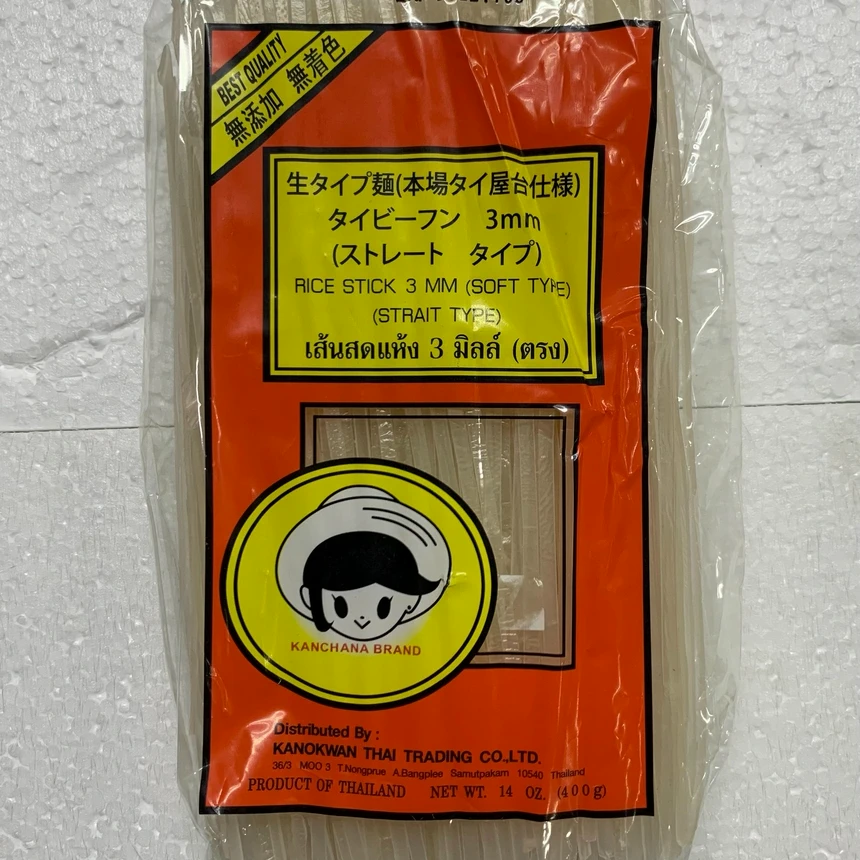 BEST QUALITY
無添加 無着色
生タイプ麺(本場タイ屋台仕様)
タイビーフン 3mm
(ストレート タイプ)
RICE STICK 3 MM (SOFT TYPE)
(STRAIT TYPE)
เส้นสดแห้ง 3 มิลล์ (ตรง)
KANCHANA BRAND
Distributed By :
KANOKWAN THAI TRADING CO.,LTD.
36/3 MOO 3 T.Nongprue A.Bangplee Samutpakarn 10540 Thailand
PRODUCT OF THAILAND NET WT. 14 OZ. (400g)